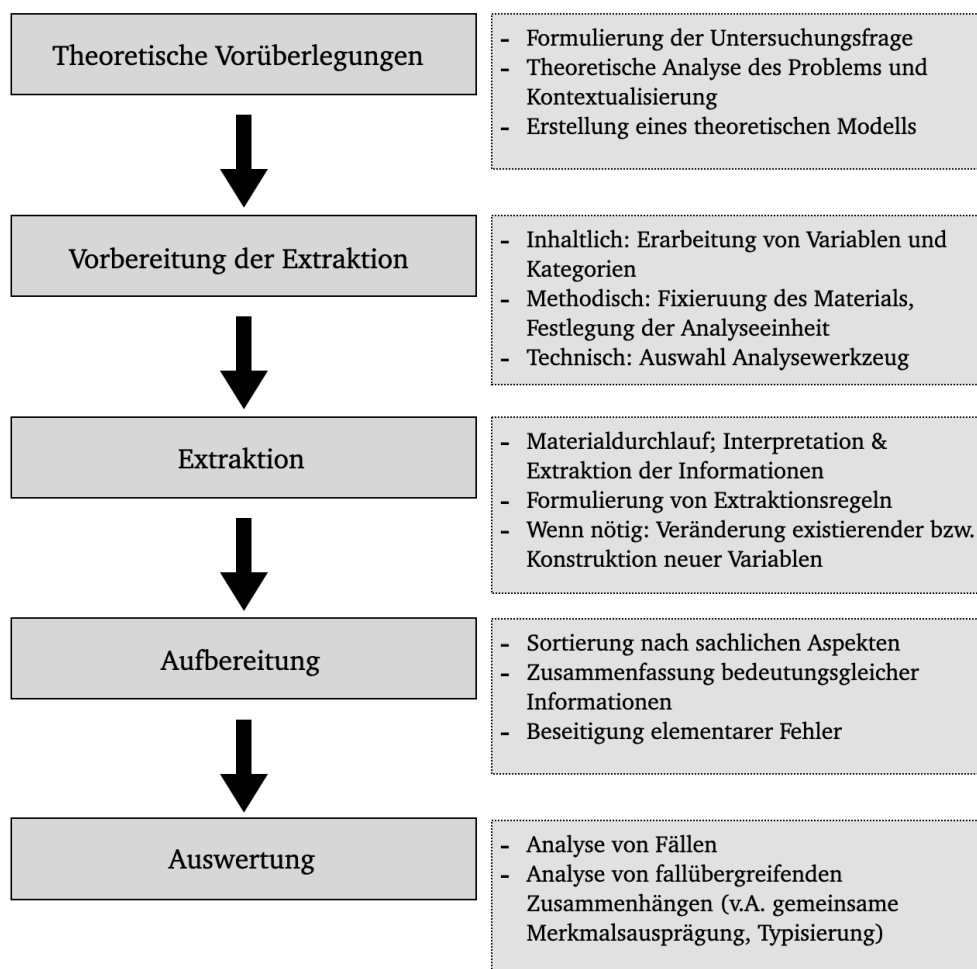 Theoretische Vorüberlegungen
- Formulierung der Untersuchungsfrage
- Theoretische Analyse des Problems und
Kontextualisierung
- Erstellung eines theoretischen Modells
Vorbereitung der Extraktion
- Inhaltlich: Erarbeitung von Variablen und
Kategorien
- Methodisch: Fixieruung des Materials,
Festlegung der Analyseeinheit
- Technisch: Auswahl Analysewerkzeug
Extraktion
- Materialdurchlauf; Interpretation &
Extraktion der Informationen
- Formulierung von Extraktionsregeln
- Wenn nötig: Veränderung existierender bzw.
Konstruktion neuer Variablen
Aufbereitung
- Sortierung nach sachlichen Aspekten
- Zusammenfassung bedeutungsgleicher
Informationen
- Beseitigung elementarer Fehler
Auswertung
- Analyse von Fällen
- Analyse von fallübergreifenden
Zusammenhängen (v.A. gemeinsame
Merkmalsausprägung, Typisierung)